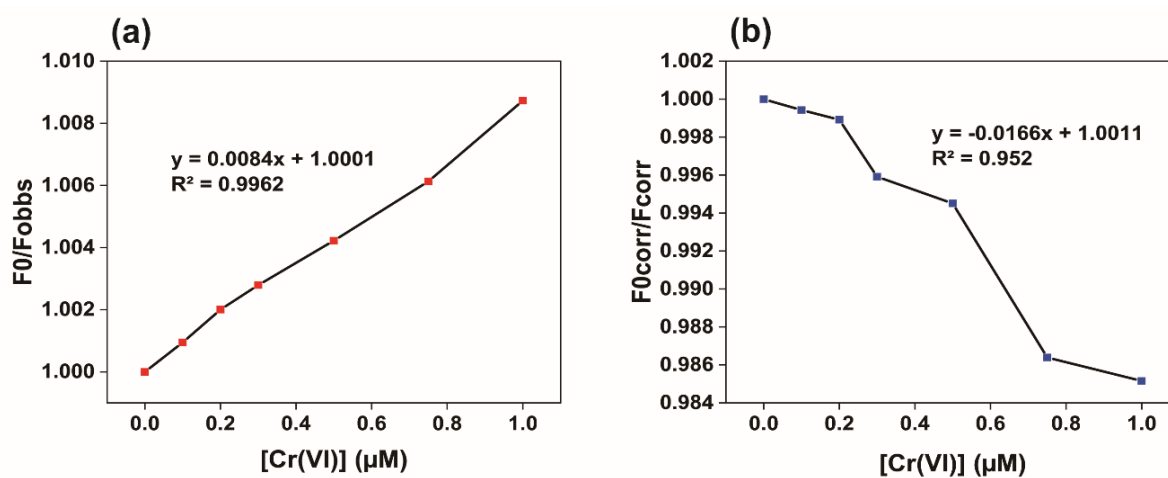 (a)
F0/Fobbs
1.010
1.008
1.006
1.004
1.002
1.000
y = 0.0084x + 1.0001
R² = 0.9962
0.0 0.2 0.4 0.6 0.8 1.0
[Cr(VI)] (µM)
(b)
F0corr/Fcorr
1.002
1.000
0.998
0.996
0.994
0.992
0.990
0.988
0.986
0.984
y = -0.0166x + 1.0011
R² = 0.952
0.0 0.2 0.4 0.6 0.8 1.0
[Cr(VI)] (µM)